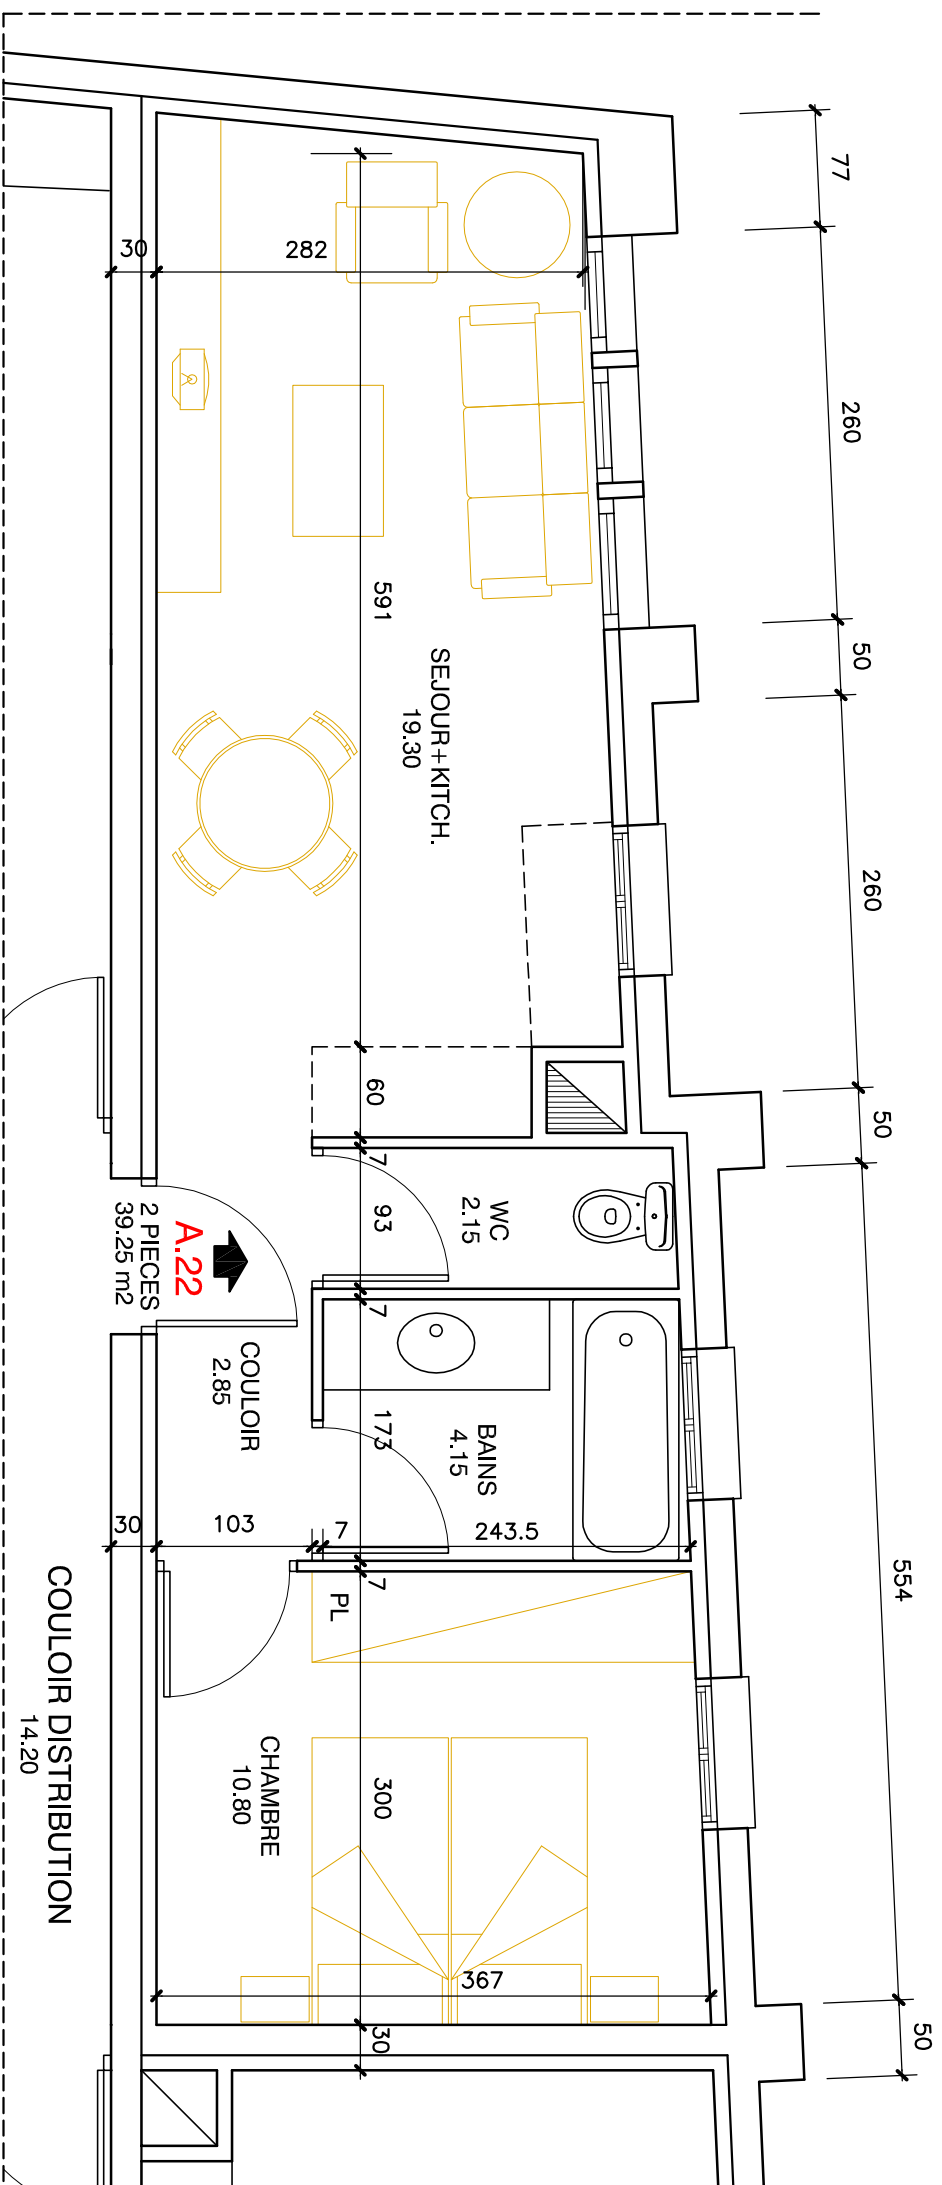 77
260
50
260
50
554
50
30
282
591
SEJOUR+KITCH.
19.30
60
7
93
WC
2.15
7
A.22
2 PIECES
39.25 m2
COULOIR
2.85
173
BAINS
4.15
30
103
7
243.5
7
PL
COULOIR DISTRIBUTION
14.20
CHAMBRE
10.80
300
367
30